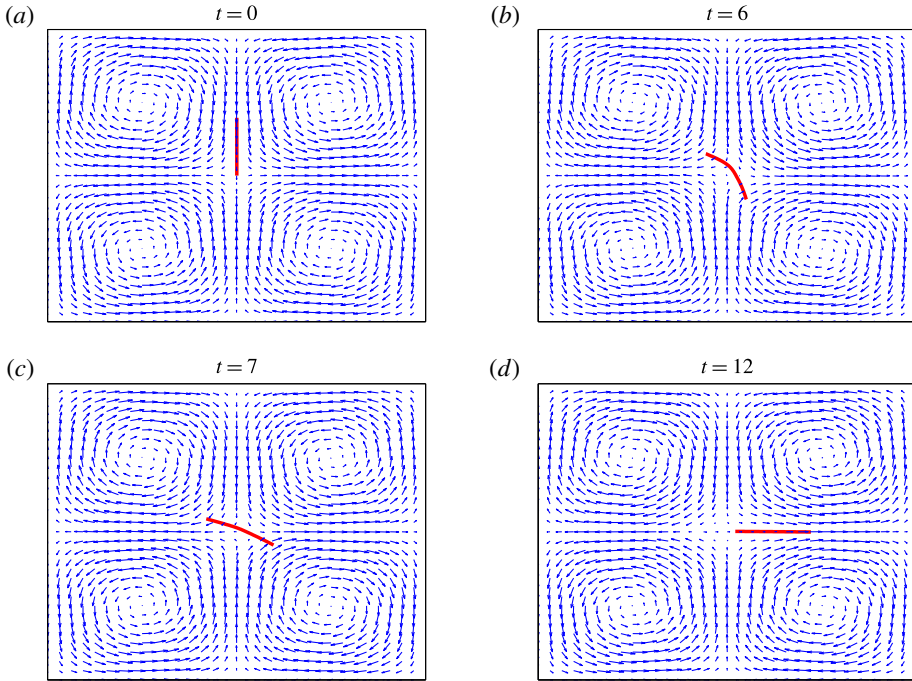 (a) t = 0
(b) t = 6
(c) t = 7
(d) t = 12